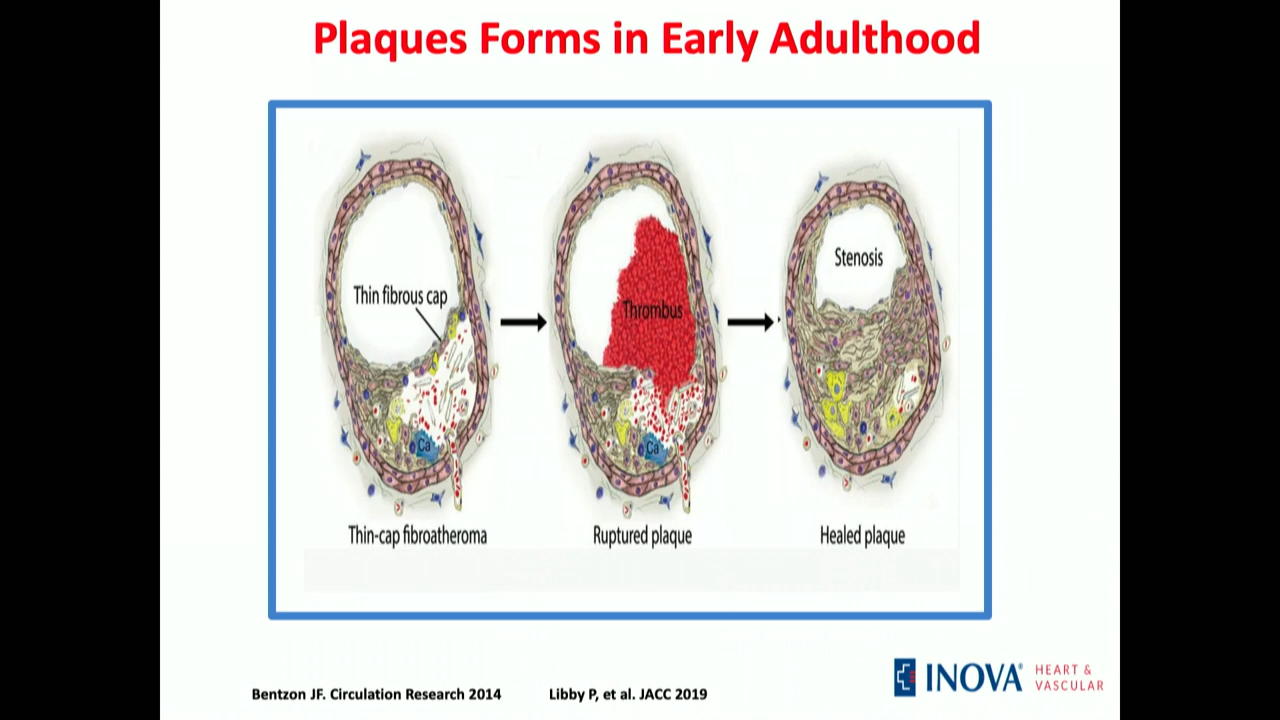 Plaques Forms in Early Adulthood
Thin fibrous cap
Thrombus
Stenosis
Ca
Ca
Thin-cap fibroatheroma
Ruptured plaque
Healed plaque
Bentzon JF. Circulation Research 2014
Libby P, et al. JACC 2019
INOVA®
HEART &
VASCULAR